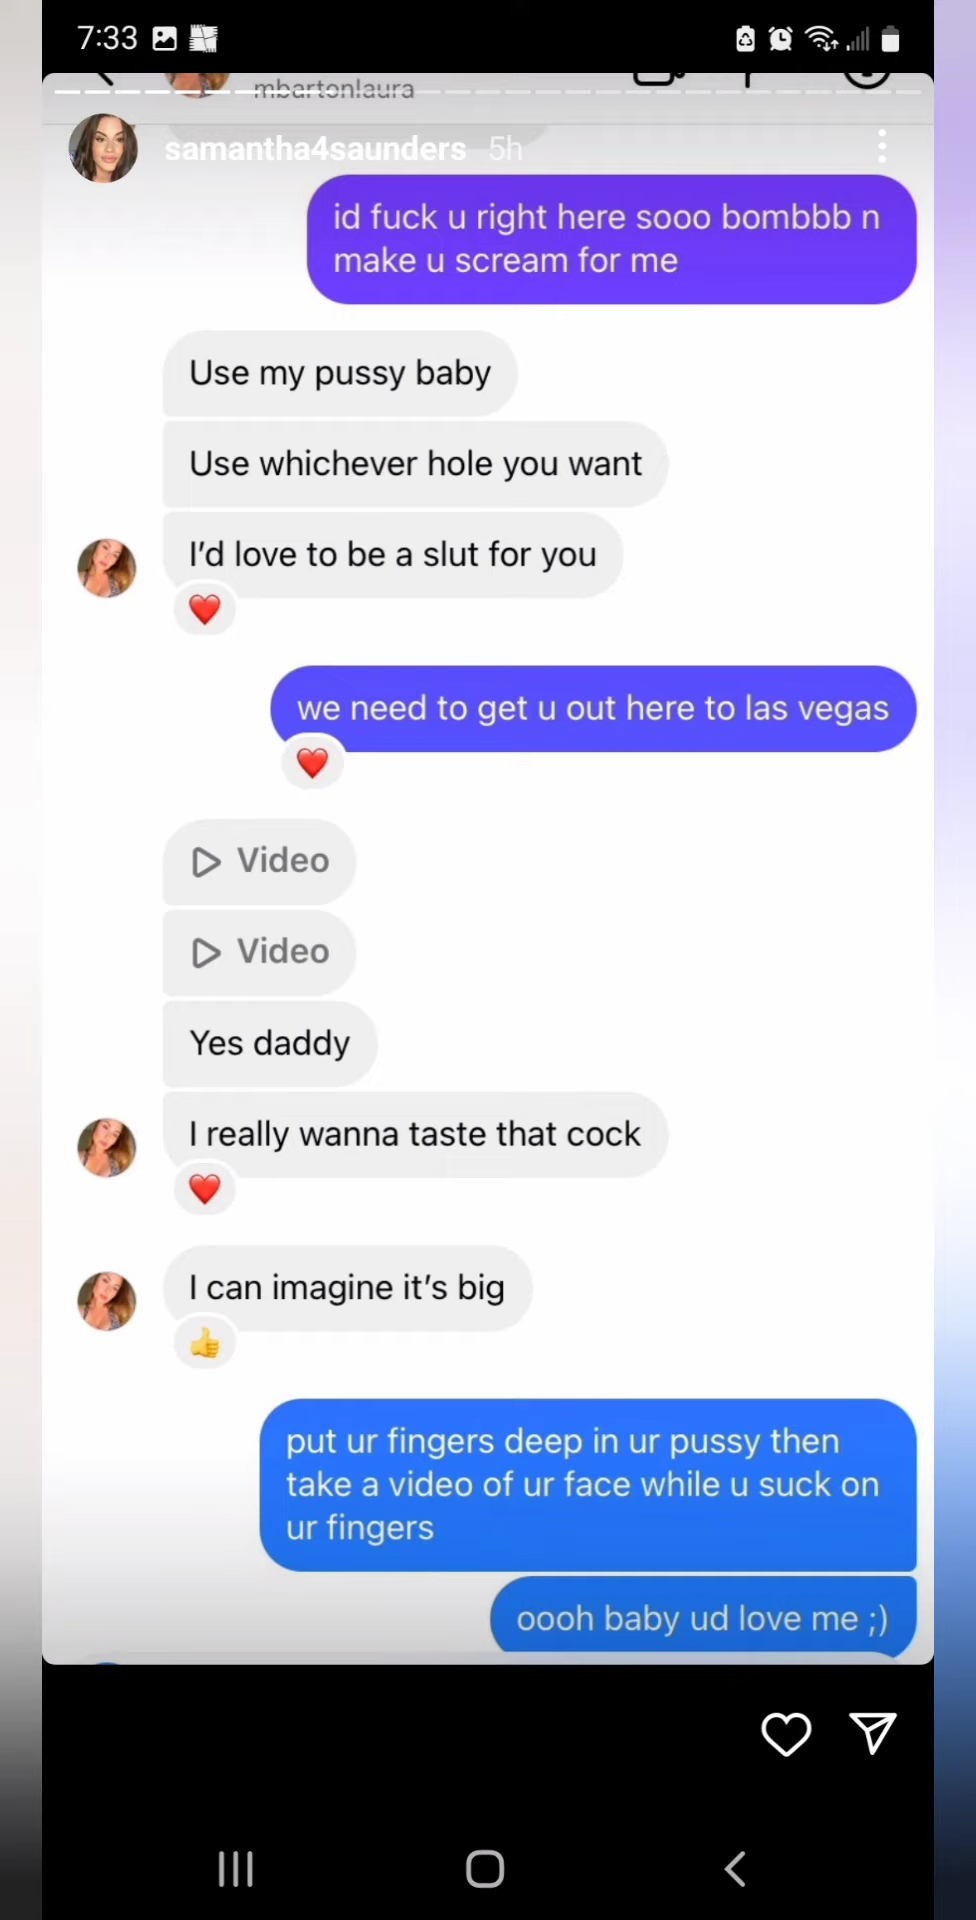 7:33
mbartonlaura
samantha4saunders 5h
id fuck u right here sooo bombbb n
make u scream for me
Use my pussy baby
Use whichever hole you want
I'd love to be a slut for you
we need to get u out here to las vegas
Video
Video
Yes daddy
I really wanna taste that cock
I can imagine it's big
put ur fingers deep in ur pussy then
take a video of ur face while u suck on
ur fingers
oooh baby ud love me ;)